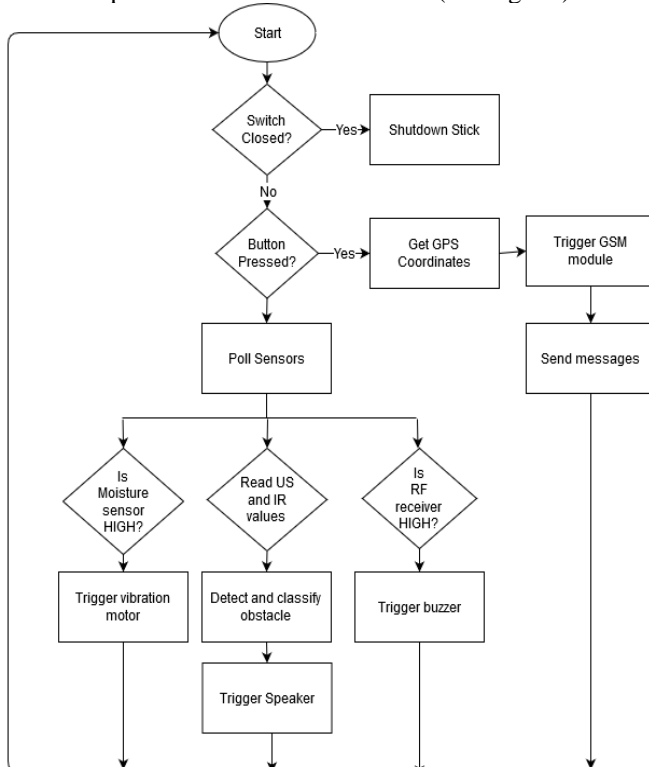 Start
Switch
Closed?
Yes
Shutdown Stick
No
Button
Pressed?
Yes
Get GPS
Coordinates
Trigger GSM
module
Poll Sensors
Send messages
Is
Moisture
sensor
HIGH?
Read US
and IR
values
Is
RF
receiver
HIGH?
Trigger vibration
motor
Detect and classify
obstacle
Trigger buzzer
Trigger Speaker